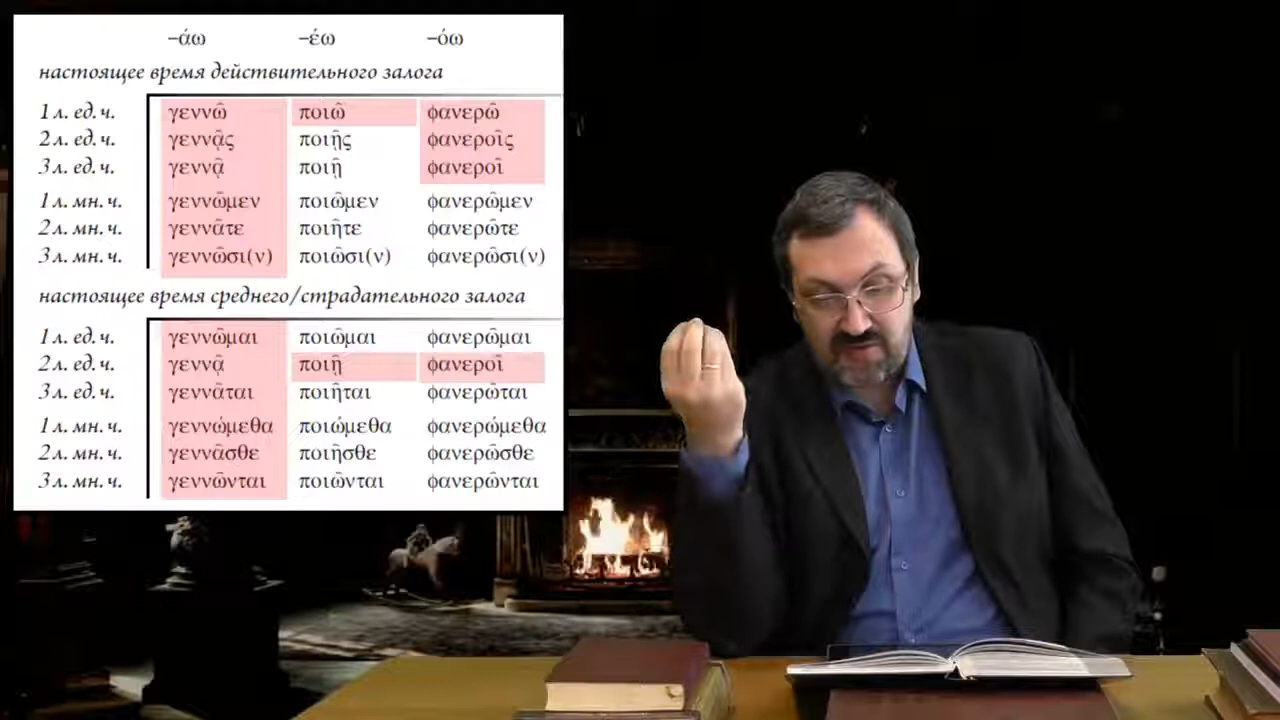 –άω –έω –όω
настоящее время действительного залога
1 л. ед. ч. γεννῶ ποιῶ φανερῶ
2 л. ед. ч. γεννᾷς ποιῇς φανεροῖς
3 л. ед. ч. γεννᾷ ποιῇ φανεροῖ
1 л. мн. ч. γεννῶμεν ποιῶμεν φανερῶμεν
2 л. мн. ч. γεννᾶτε ποιῆτε φανερῶτε
3 л. мн. ч. γεννῶσι(ν) ποιῶσι(ν) φανερῶσι(ν)
настоящее время среднего/страдательного залога
1 л. ед. ч. γεννῶμαι ποιῶμαι φανερῶμαι
2 л. ед. ч. γεννᾷ ποιῇ φανεροῖ
3 л. ед. ч. γεννᾶται ποιῆται φανερῶται
1 л. мн. ч. γεννώμεθα ποιώμεθα φανερώμεθα
2 л. мн. ч. γεννᾶσθε ποιῆσθε φανερῶσθε
3 л. мн. ч. γεννῶνται ποιῶνται φανερῶνται